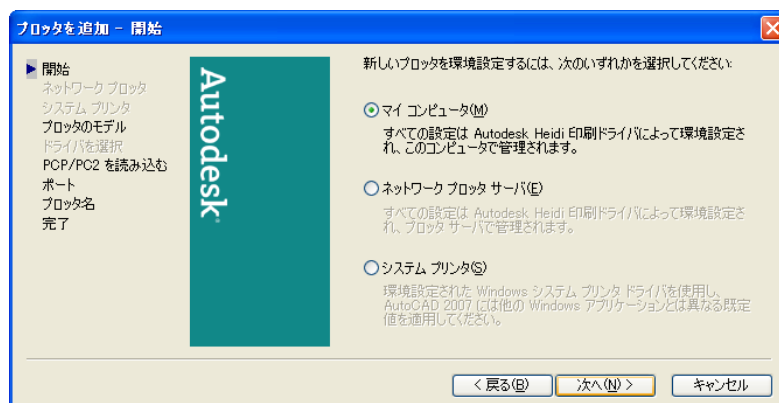 プロッタを追加 - 開始
開始
ネットワーク プロッタ
システム プリンタ
プロッタのモデル
ドライバを選択
PCP/PC2 を読み込む
ポート
プロッタ名
完了
Autodesk
新しいプロッタを環境設定するには、次のいずれかを選択してください:
マイ コンピュータ(M)
すべての設定は Autodesk Heidi 印刷ドライバによって環境設定さ
れ、このコンピュータで管理されます。
ネットワーク プロッタ サーバ(E)
すべての設定は Autodesk Heidi 印刷ドライバによって環境設定さ
れ、プロッタ サーバで管理されます。
システム プリンタ(S)
環境設定された Windows システム プリンタ ドライバを使用し、
AutoCAD 2007 には他の Windows アプリケーションとは異なる既定
値を適用してください。
< 戻る(B)
次へ(N) >
キャンセル